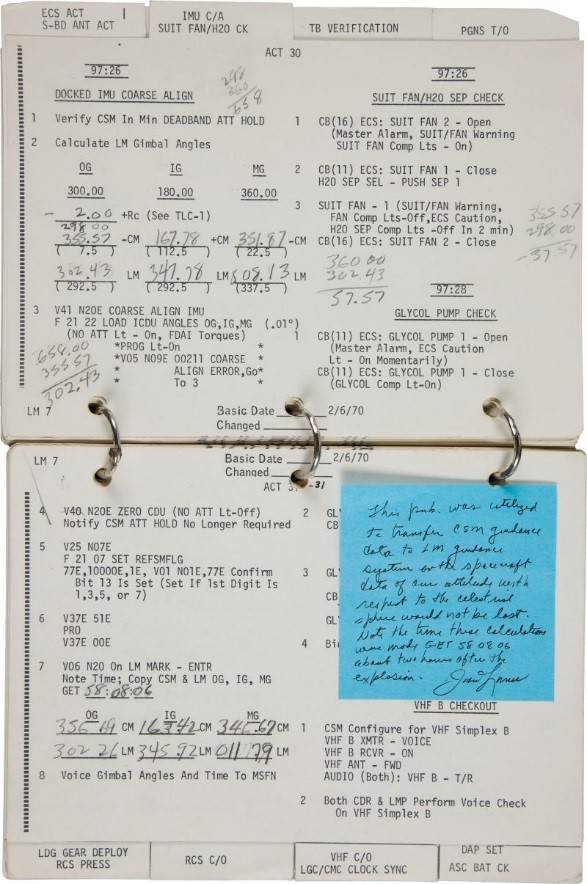 ECS ACT
S-BD ANT ACT
IMU C/A
SUIT FAN/H2O CK
TB VERIFICATION
PGNS T/O
ACT 30
97:26
DOCKED IMU COARSE ALIGN
298
360
658
1 Verify CSM In Min DEADBAND ATT HOLD
2 Calculate LM Gimbal Angles
OG IG MG
300.00 180.00 360.00
- 2.00 +Rc (See TLC-1)
298 00
355.57 -CM 167.78 +CM 351.87 -CM
( 7.5 ) (112.5 ) ( 22.5 )
302.43 LM 347.78 LM 08.13 LM
(292.5 ) (292.5 ) (337.5 )
3 V41 N20E COARSE ALIGN IMU
F 21 22 LOAD ICDU ANGLES OG,IG,MG (.01°)
(NO ATT Lt - On, FDAI Torques)
*PROG Lt-On *
*V05 N09E 00211 COARSE *
* ALIGN ERROR,Go*
* To 3 *
658.00
355.57
302.43
97:26
SUIT FAN/H2O SEP CHECK
1 CB(16) ECS: SUIT FAN 2 - Open
(Master Alarm, SUIT/FAN Warning
SUIT FAN Comp Lts - On)
2 CB(11) ECS: SUIT FAN 1 - Close
H2O SEP SEL - PUSH SEP 1
3 SUIT FAN - 1 (SUIT/FAN Warning,
FAN Comp Lts-Off,ECS Caution,
H2O SEP Comp Lts -Off In 2 min)
CB(16) ECS: SUIT FAN 2 - Close
355.57
298.00
- 57.57
360.00
302.43
57.57
97:28
GLYCOL PUMP CHECK
1 CB(11) ECS: GLYCOL PUMP 1 - Open
(Master Alarm, ECS Caution
Lt - On Momentarily)
CB(11) ECS: GLYCOL PUMP 1 - Close
(GLYCOL Comp Lt-On)
LM 7
Basic Date 2/6/70
Changed
LM 7
Basic Date 2/6/70
Changed
ACT 3 -31
4 V40 N20E ZERO CDU (NO ATT Lt-Off)
Notify CSM ATT HOLD No Longer Required
5 V25 N07E
F 21 07 SET REFSMFLG
77E,10000E,1E, V01 N01E,77E Confirm
Bit 13 Is Set (Set If 1st Digit Is
1,3,5, or 7)
6 V37E 51E
PRO
V37E 00E
7 V06 N20 On LM MARK - ENTR
Note Time; Copy CSM & LM OG, IG, MG
GET 58:08:06
OG IG MG
356 69 CM 163 42 CM 346.67 CM
302 26 LM 345 92 LM 011 79 LM
8 Voice Gimbal Angles And Time To MSFN
2 GL
CB
3 GL
CB
GL
4 Bi
This pub. was utilized
to transfer CSM guidance
data to LM guidance
system on the spacecraft
data of our attitude with
respect to the celestial
sphere would not be lost.
Note the time these calculations
were made GET 58 08 06
about two hours after the
explosion. James Lovell
VHF B CHECKOUT
1 CSM Configure for VHF Simplex B
VHF B XMTR - VOICE
VHF B RCVR - ON
VHF ANT - FWD
AUDIO (Both): VHF B - T/R
2 Both CDR & LMP Perform Voice Check
On VHF Simplex B
LDG GEAR DEPLOY
RCS PRESS
RCS C/O
VHF C/O
LGC/CMC CLOCK SYNC
DAP SET
ASC BAT CK